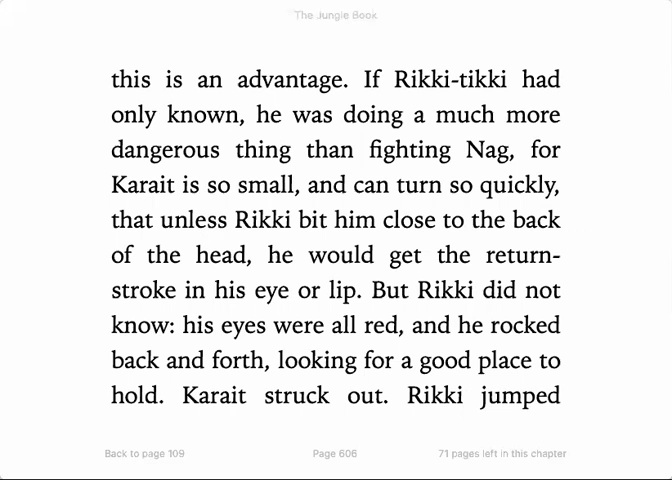 The Jungle Book
this is an advantage. If Rikki-tikki had
only known, he was doing a much more
dangerous thing than fighting Nag, for
Karait is so small, and can turn so quickly,
that unless Rikki bit him close to the back
of the head, he would get the return-
stroke in his eye or lip. But Rikki did not
know: his eyes were all red, and he rocked
back and forth, looking for a good place to
hold. Karait struck out. Rikki jumped
Back to page 109 Page 606 71 pages left in this chapter